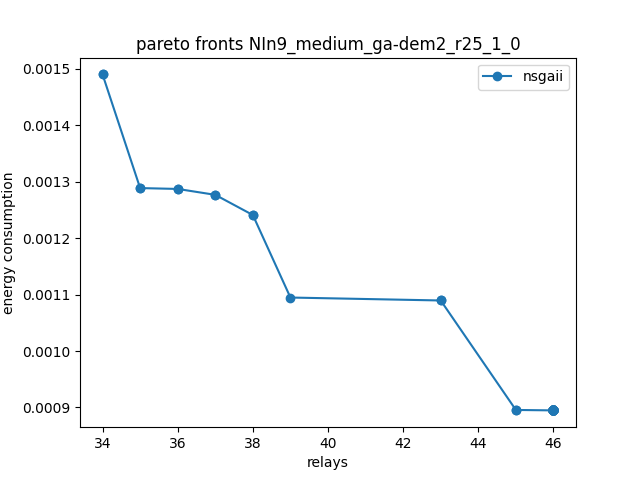 pareto fronts NIn9_medium_ga-dem2_r25_1_0
nsgaii
0.0015
0.0014
0.0013
0.0012
0.0011
0.0010
0.0009
energy consumption
34 36 38 40 42 44 46
relays